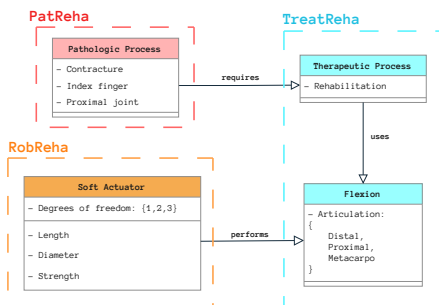 PatReha
TreatReha
Pathologic Process
– Contracture
– Index finger
– Proximal joint
requires
Therapeutic Process
– Rehabilitation
uses
RobReha
Soft Actuator
– Degrees of freedom: {1,2,3}
– Length
– Diameter
– Strength
performs
Flexion
– Articulation:
{
Distal,
Proximal,
Metacarpo
}